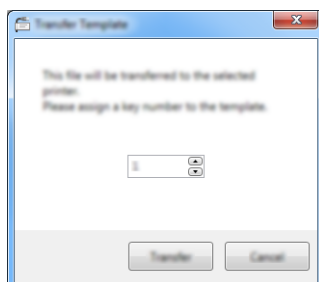 Transfer Template
This file will be transferred to the selected
printer.
Please assign a key number to the template.
Transfer Cancel